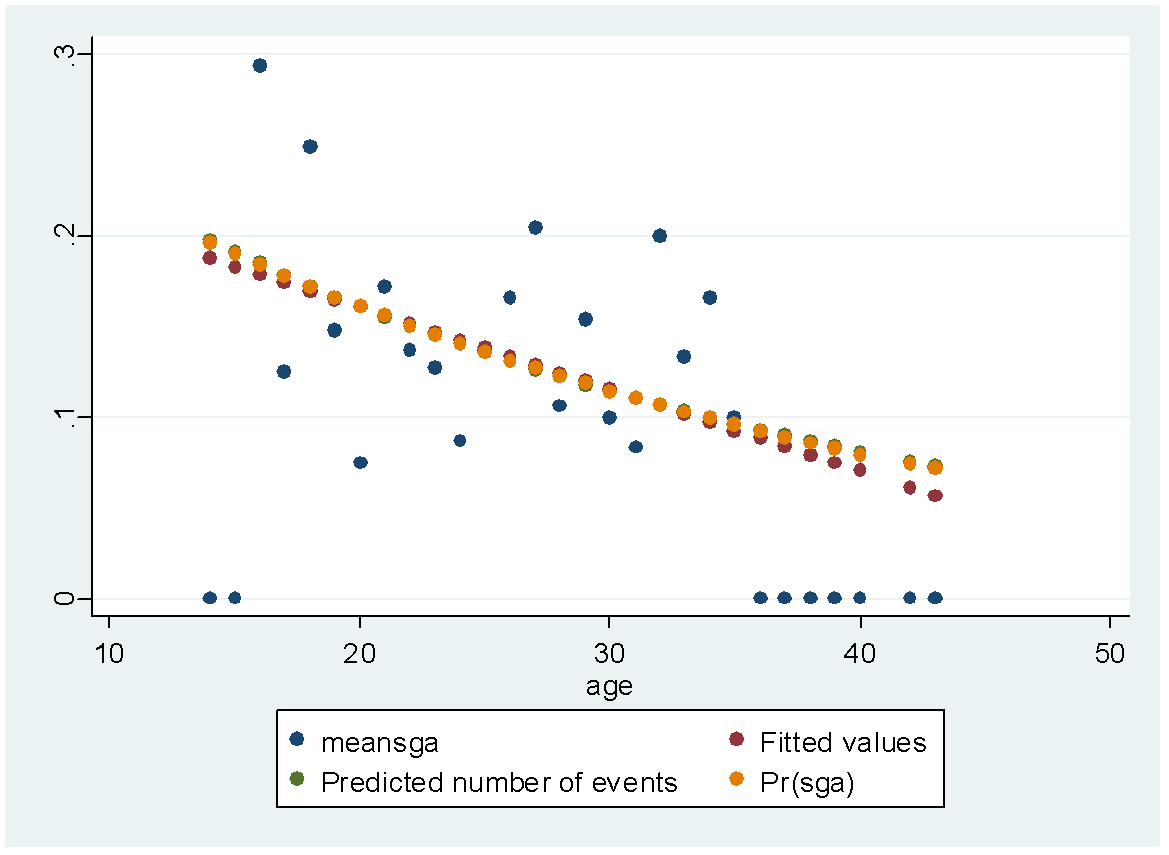 .3
.2
.1
0
10 20 30 40 50
age
meansga Fitted values
Predicted number of events Pr(sga)